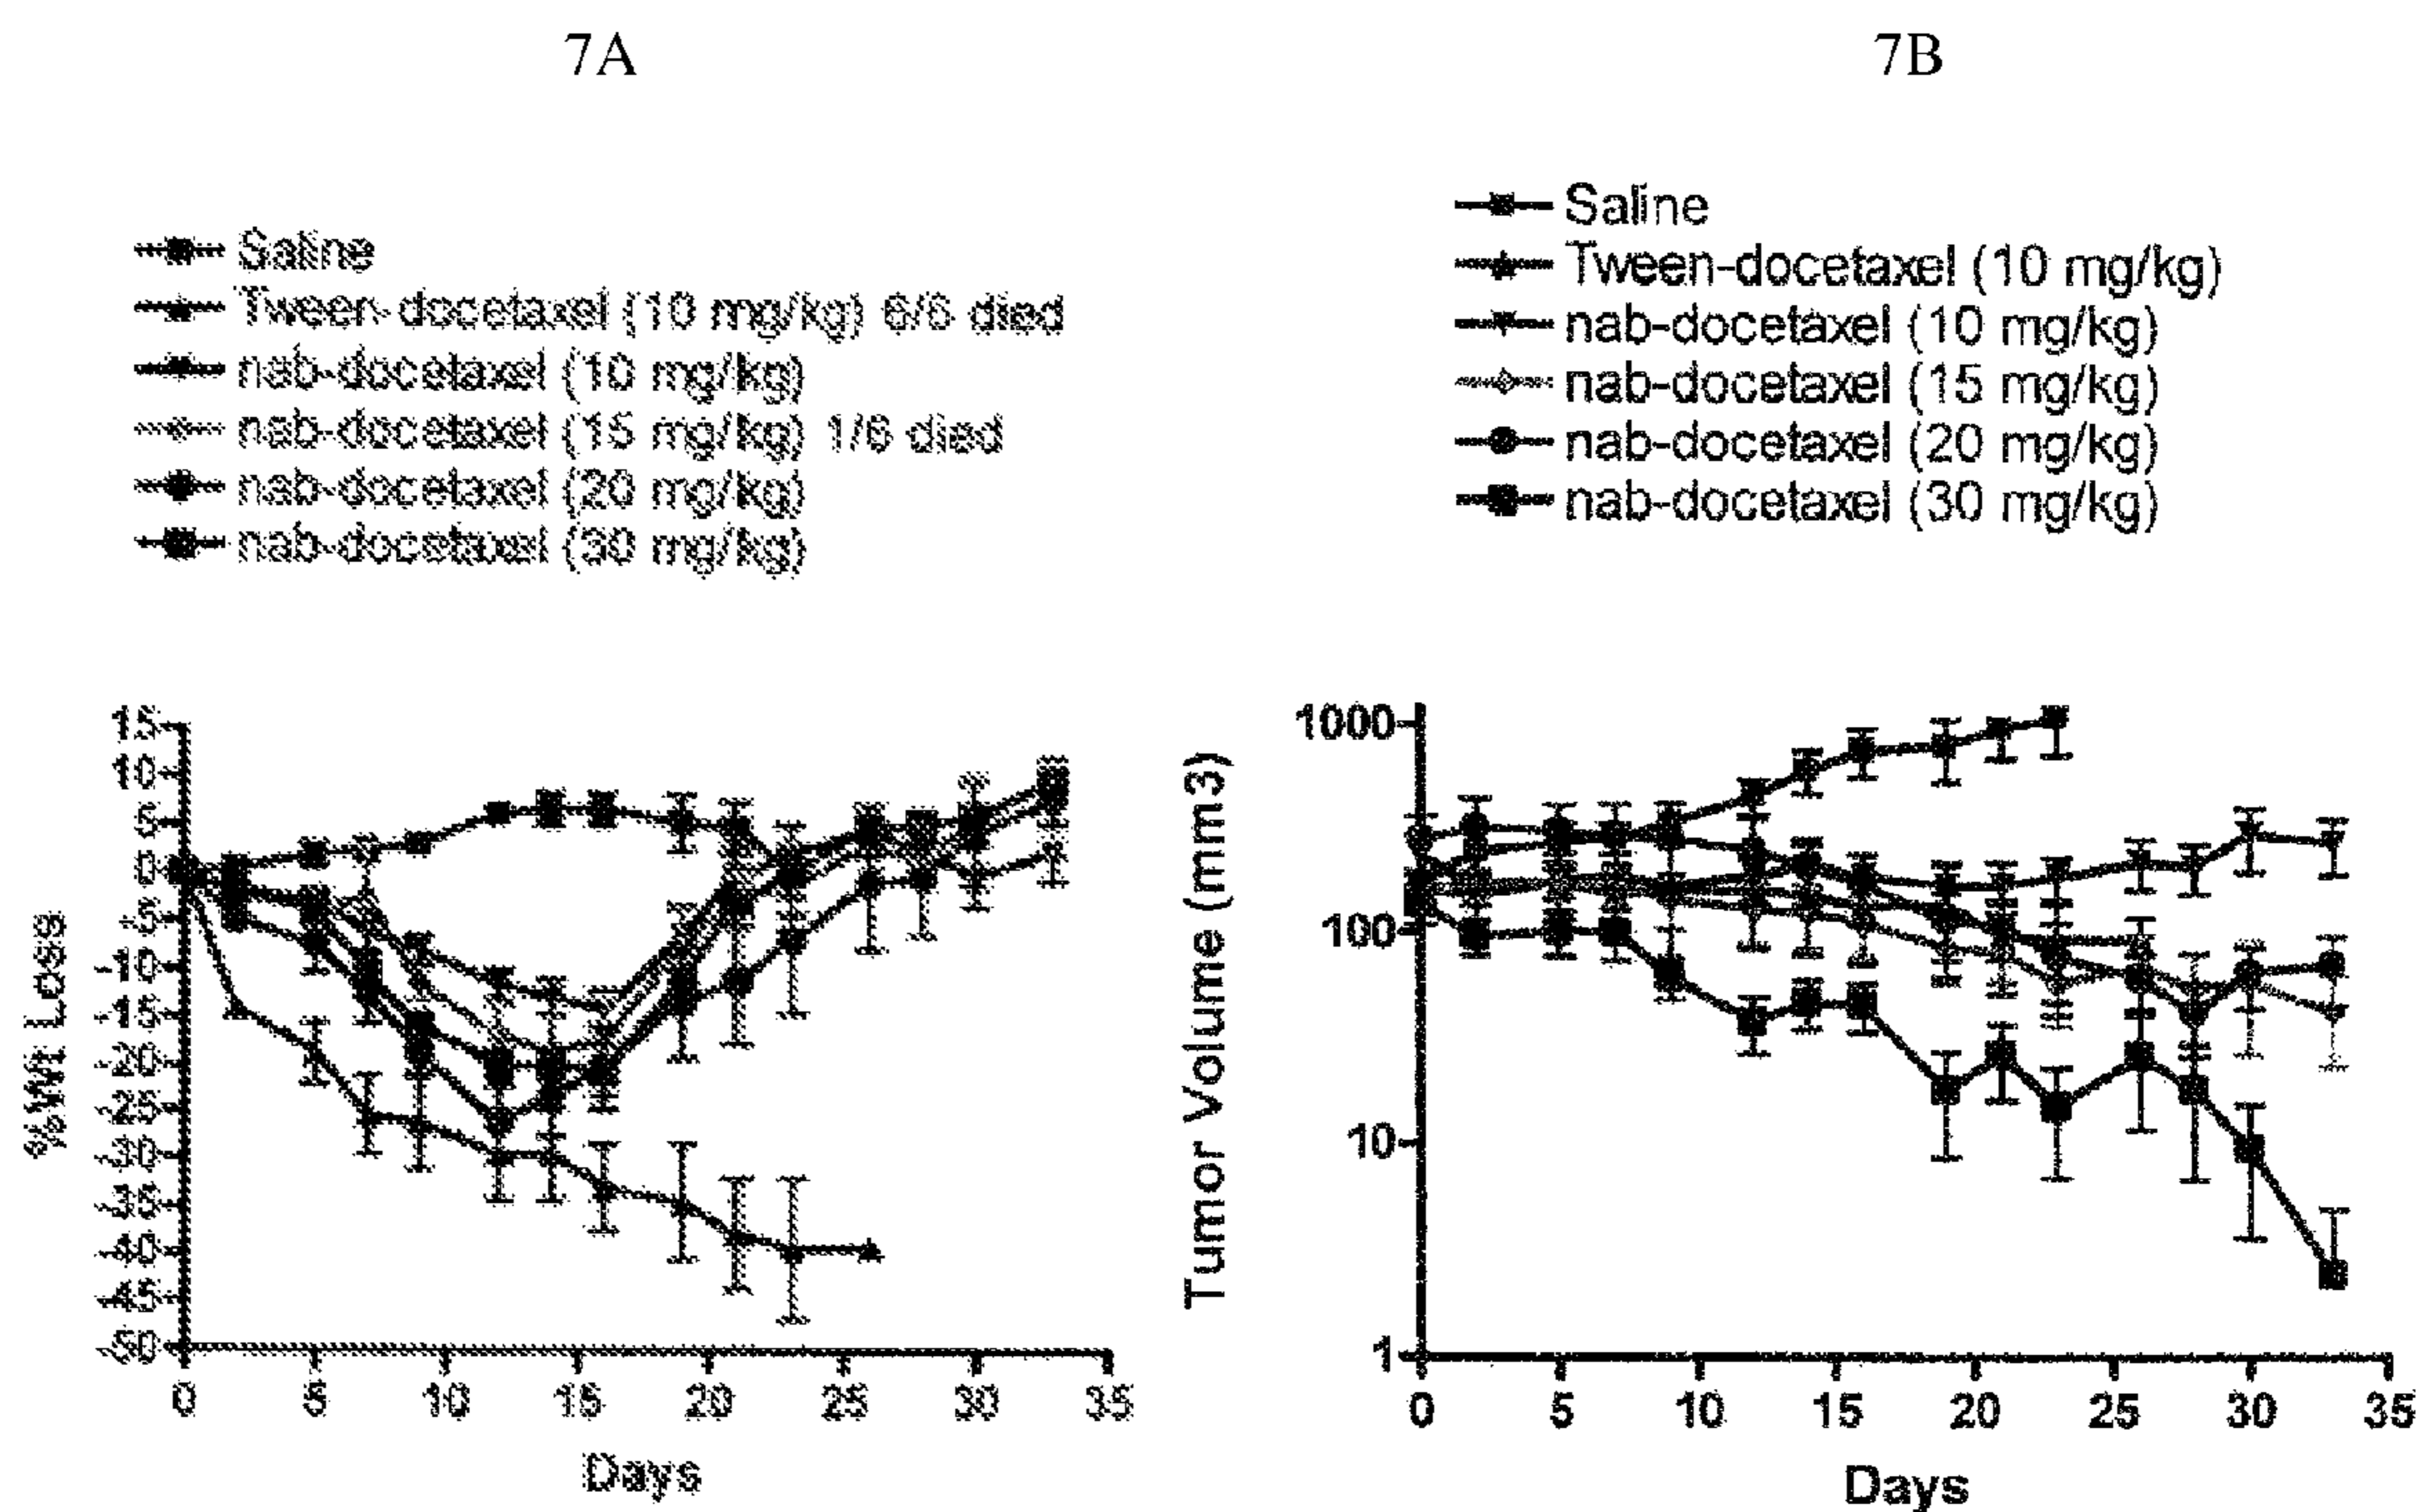 7A
Saline
Tween-docetaxel (10 mg/kg) 6/6 died
nab-docetaxel (10 mg/kg)
nab-docetaxel (15 mg/kg) 1/6 died
nab-docetaxel (20 mg/kg)
nab-docetaxel (30 mg/kg)
15
10
5
0
-5
-10
-15
-20
-25
-30
-35
-40
-45
-50
%Wt Loss
0 5 10 15 20 25 30 35
Days
7B
Saline
Tween-docetaxel (10 mg/kg)
nab-docetaxel (10 mg/kg)
nab-docetaxel (15 mg/kg)
nab-docetaxel (20 mg/kg)
nab-docetaxel (30 mg/kg)
1000
100
10
1
Tumor Volume (mm3)
0 5 10 15 20 25 30 35
Days